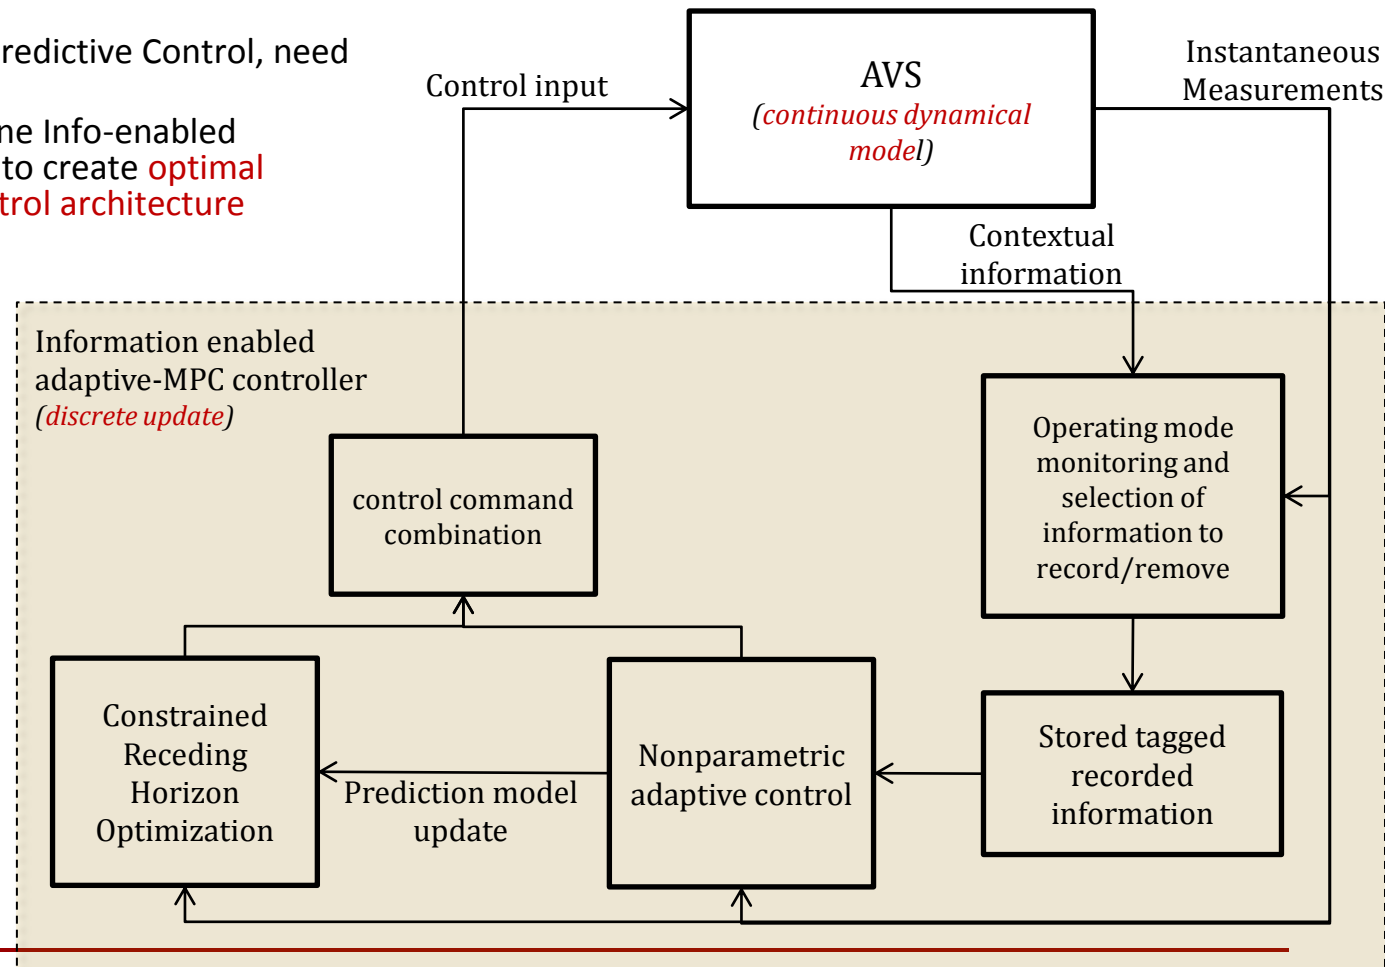 redictive Control, need
ne Info-enabled
to create optimal
trol architecture
Control input
AVS
(continuous dynamical
model)
Instantaneous
Measurements
Contextual
information
Information enabled
adaptive-MPC controller
(discrete update)
control command
combination
Operating mode
monitoring and
selection of
information to
record/remove
Constrained
Receding
Horizon
Optimization
Prediction model
update
Nonparametric
adaptive control
Stored tagged
recorded
information